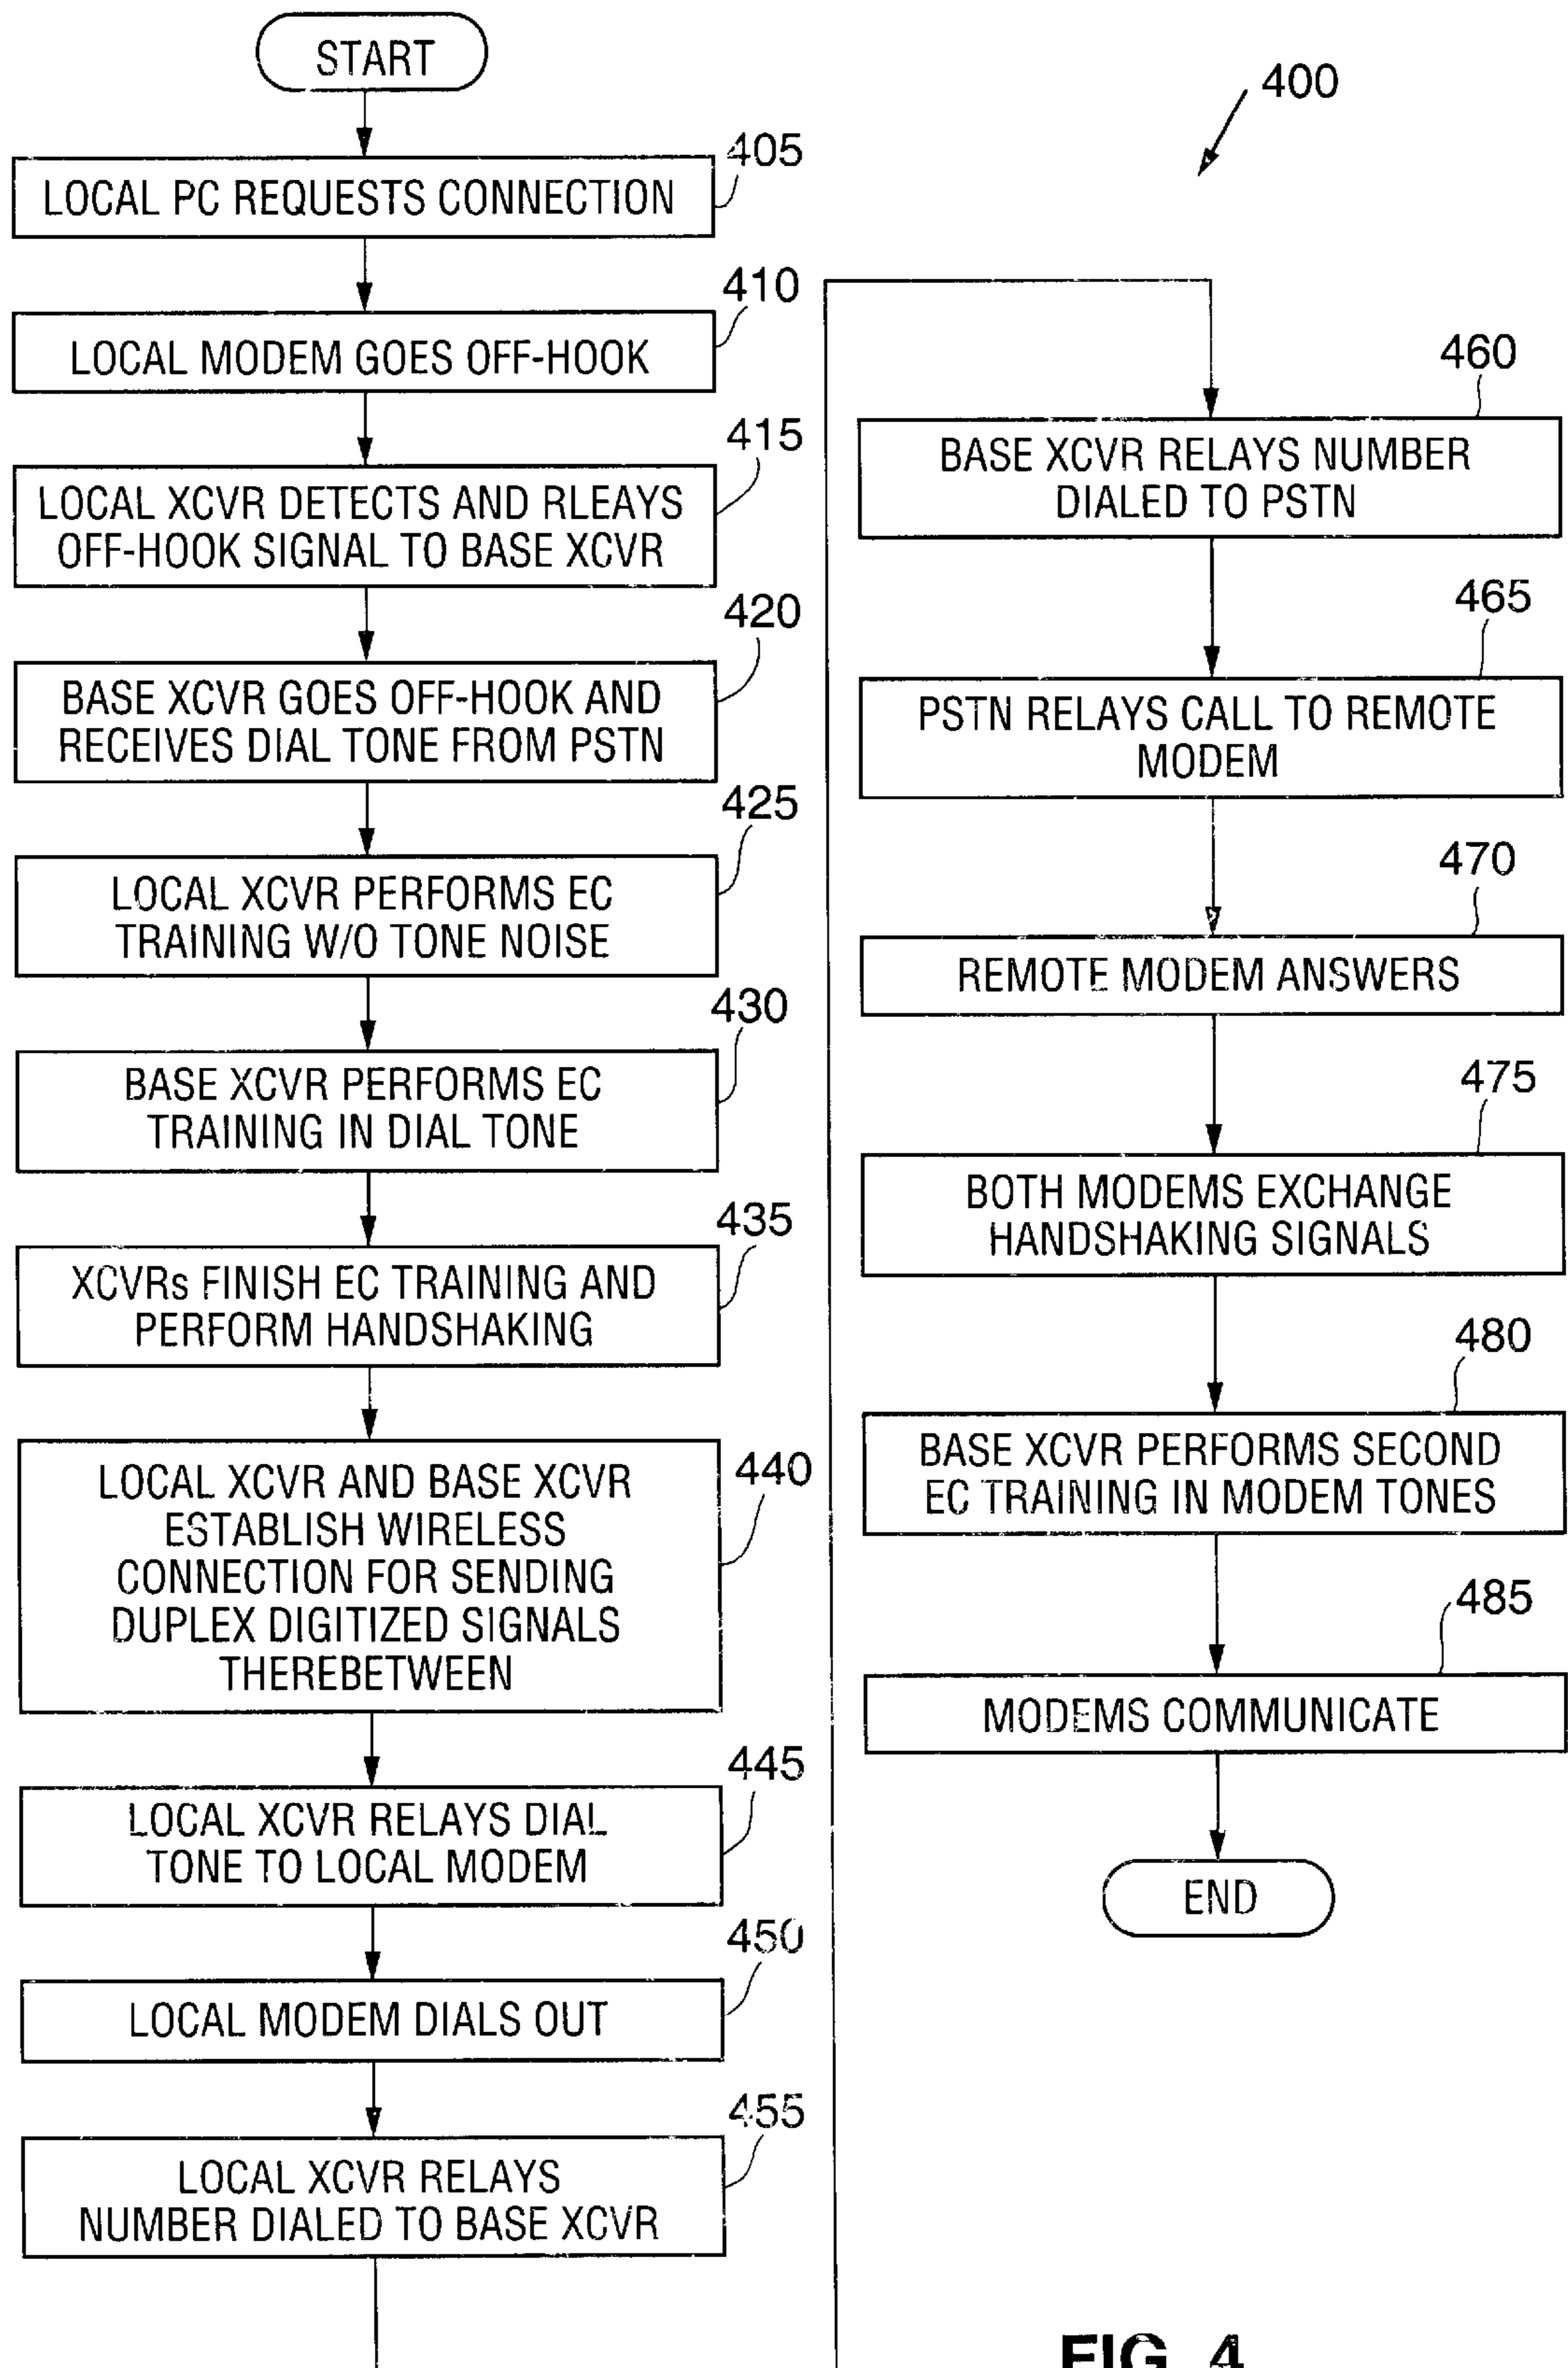 START
400
405
LOCAL PC REQUESTS CONNECTION
410
LOCAL MODEM GOES OFF-HOOK
415
LOCAL XCVR DETECTS AND RLEAYS
OFF-HOOK SIGNAL TO BASE XCVR
420
BASE XCVR GOES OFF-HOOK AND
RECEIVES DIAL TONE FROM PSTN
425
LOCAL XCVR PERFORMS EC
TRAINING W/O TONE NOISE
430
BASE XCVR PERFORMS EC
TRAINING IN DIAL TONE
435
XCVRs FINISH EC TRAINING AND
PERFORM HANDSHAKING
440
LOCAL XCVR AND BASE XCVR
ESTABLISH WIRELESS
CONNECTION FOR SENDING
DUPLEX DIGITIZED SIGNALS
THEREBETWEEN
445
LOCAL XCVR RELAYS DIAL
TONE TO LOCAL MODEM
450
LOCAL MODEM DIALS OUT
455
LOCAL XCVR RELAYS
NUMBER DIALED TO BASE XCVR
460
BASE XCVR RELAYS NUMBER
DIALED TO PSTN
465
PSTN RELAYS CALL TO REMOTE
MODEM
470
REMOTE MODEM ANSWERS
475
BOTH MODEMS EXCHANGE
HANDSHAKING SIGNALS
480
BASE XCVR PERFORMS SECOND
EC TRAINING IN MODEM TONES
485
MODEMS COMMUNICATE
END
FIG. 4